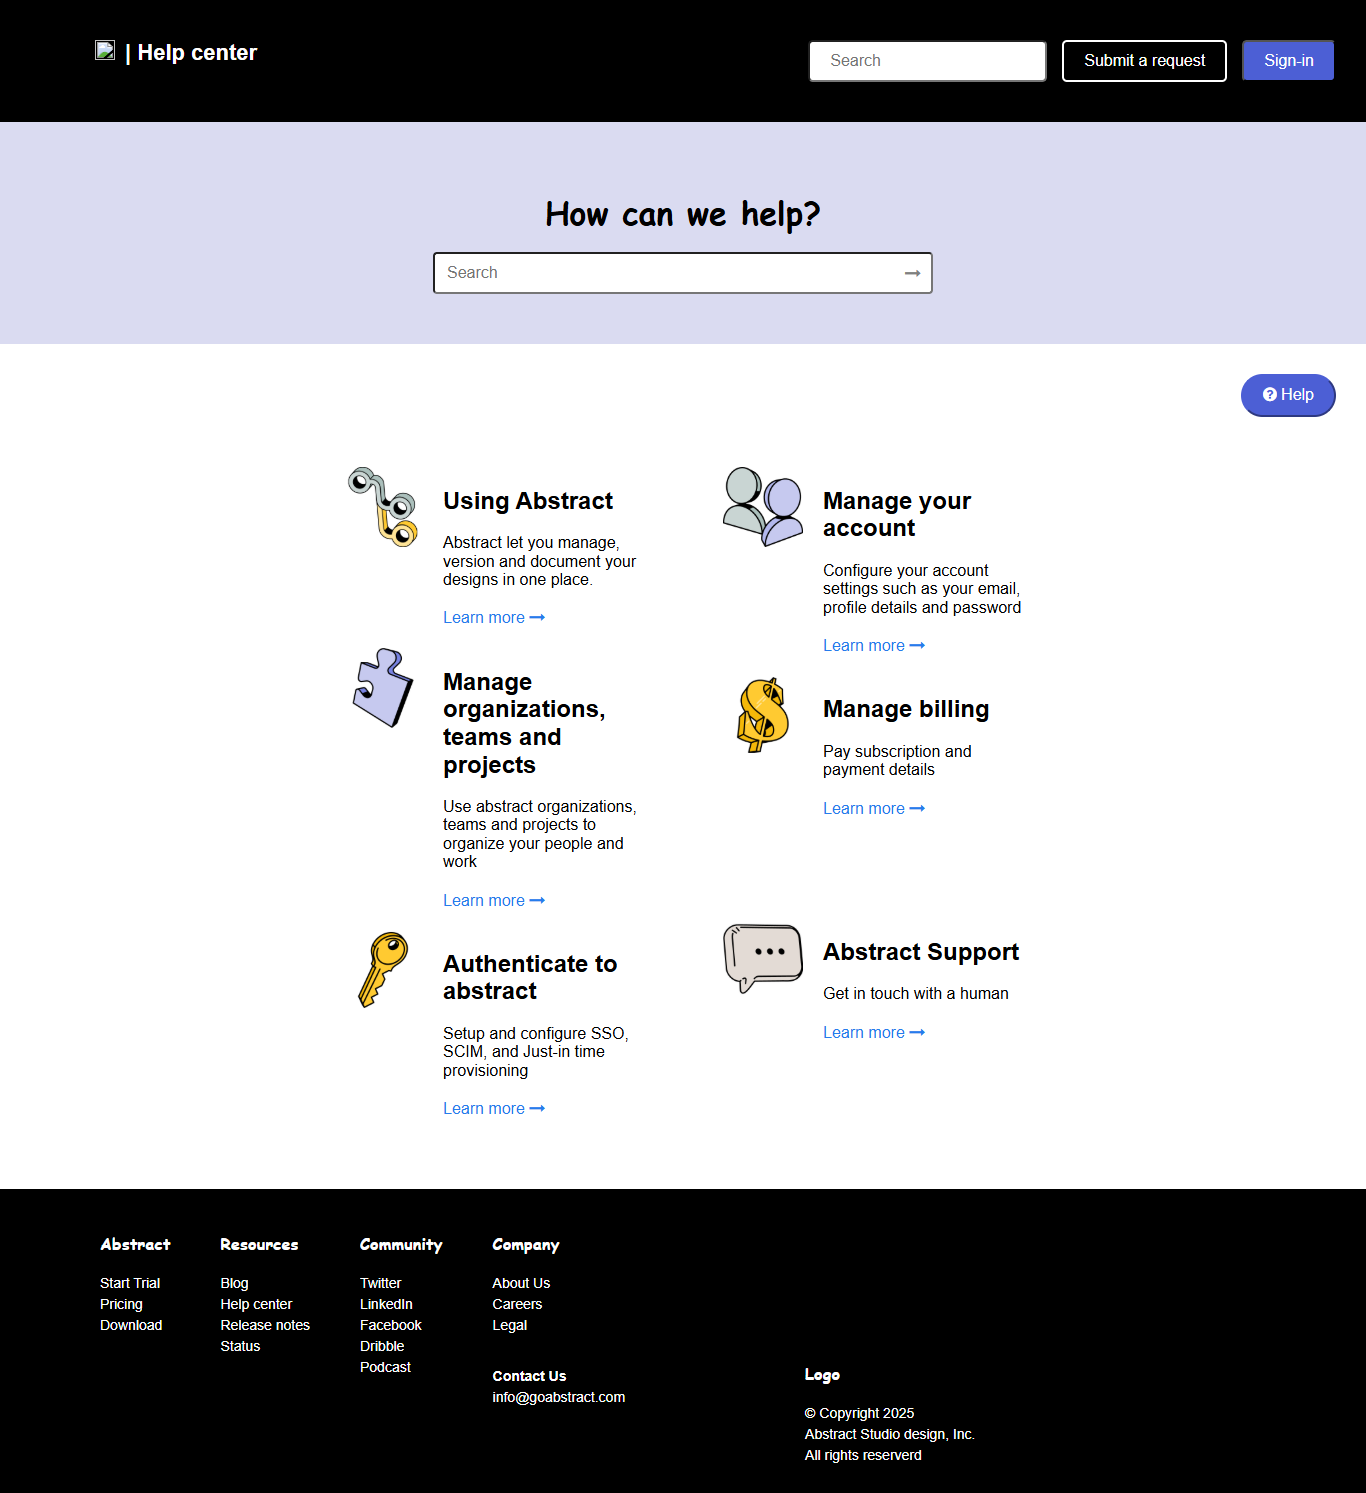 | Help center
Search
Submit a request
Sign-in
How can we help?
Search
Help
Using Abstract
Abstract let you manage,
version and document your
designs in one place.
Learn more
Manage your
account
Configure your account
settings such as your email,
profile details and password
Learn more
Manage
organizations,
teams and
projects
Use abstract organizations,
teams and projects to
organize your people and
work
Learn more
Manage billing
Pay subscription and
payment details
Learn more
Authenticate to
abstract
Setup and configure SSO,
SCIM, and Just-in time
provisioning
Learn more
Abstract Support
Get in touch with a human
Learn more
Abstract
Start Trial
Pricing
Download
Resources
Blog
Help center
Release notes
Status
Community
Twitter
LinkedIn
Facebook
Dribble
Podcast
Company
About Us
Careers
Legal
Contact Us
info@goabstract.com
Logo
© Copyright 2025
Abstract Studio design, Inc.
All rights reserverd